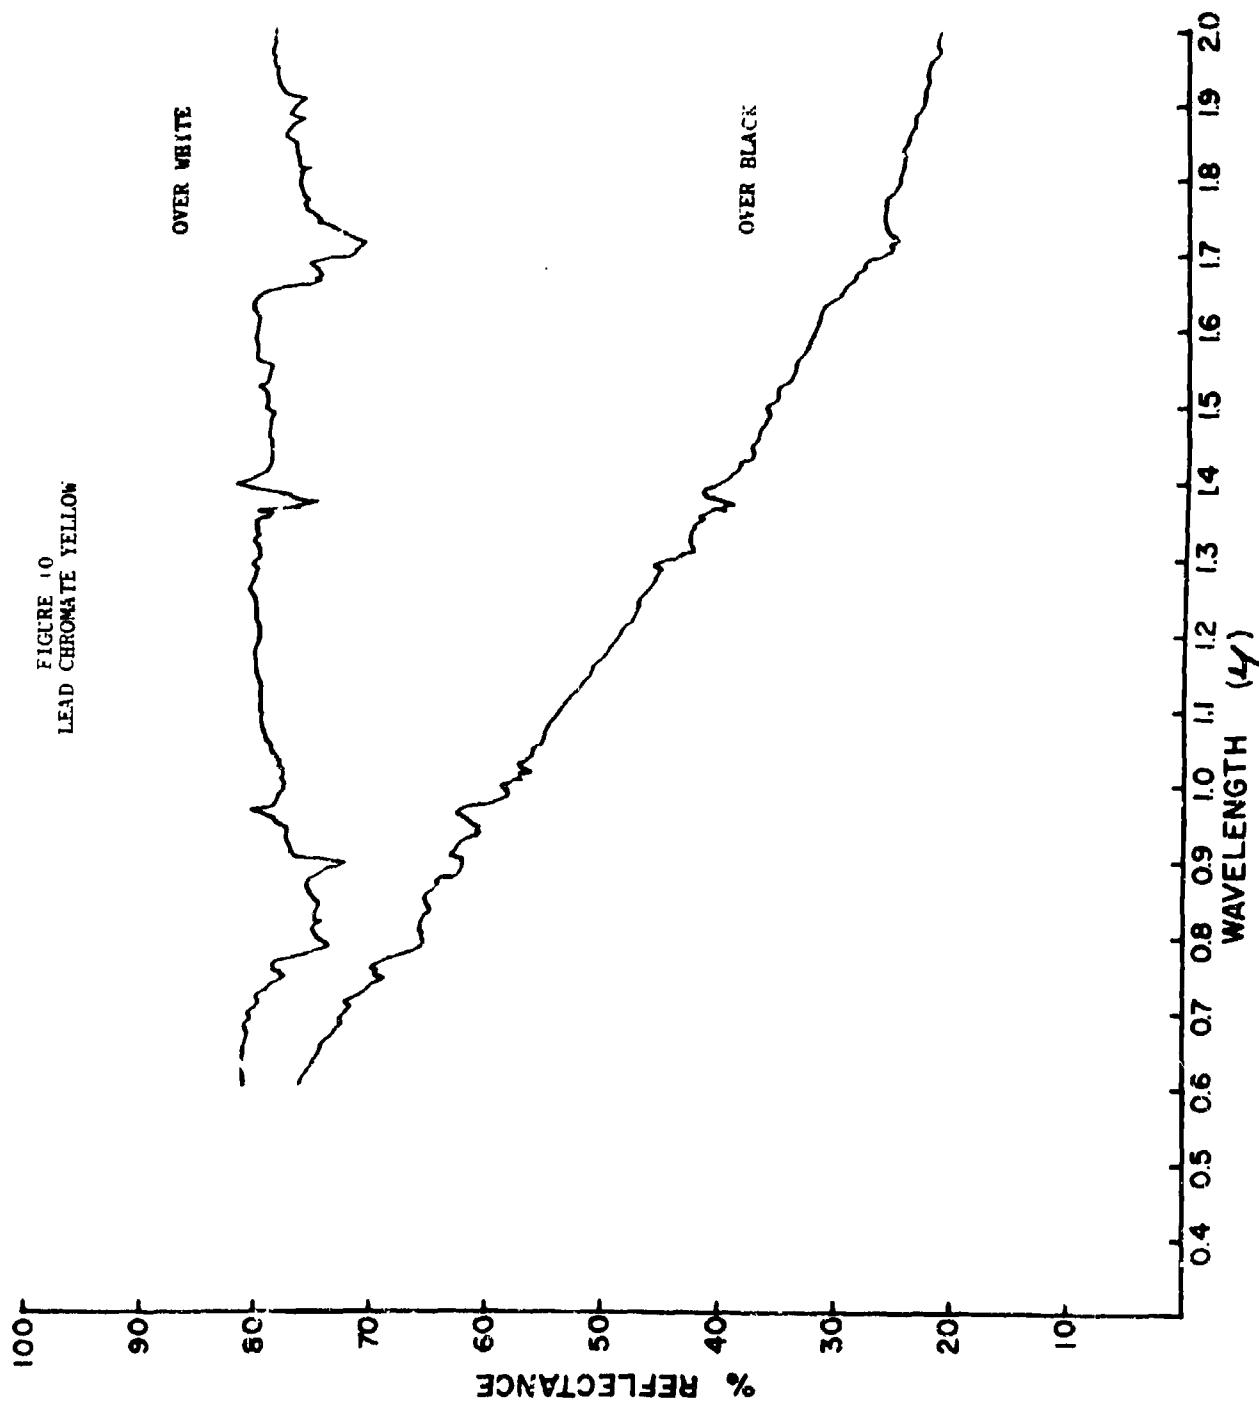 FIGURE 10
LEAD CHROMATE YELLOW
OVER WHITE
OVER BLACK
% REFLECTANCE
100
90
80
70
60
50
40
30
20
10
0.4 0.5 0.6 0.7 0.8 0.9 1.0 1.1 1.2 1.3 1.4 1.5 1.6 1.7 1.8 1.9 2.0
WAVELENGTH (μ)